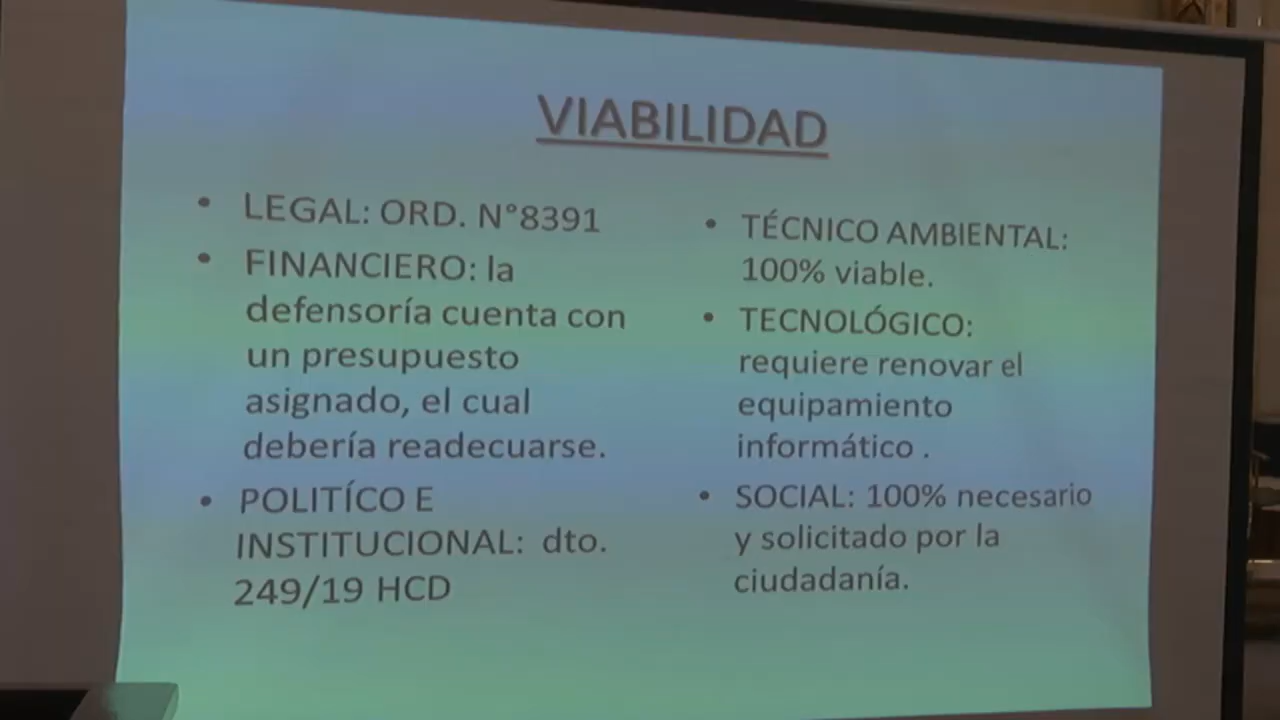 VIABILIDAD
• LEGAL: ORD. N°8391
• FINANCIERO: la
defensoría cuenta con
un presupuesto
asignado, el cual
debería readecuarse.
• POLITÍCO E
INSTITUCIONAL: dto.
249/19 HCD
• TÉCNICO AMBIENTAL:
100% viable.
• TECNOLÓGICO:
requiere renovar el
equipamiento
informático .
• SOCIAL: 100% necesario
y solicitado por la
ciudadanía.